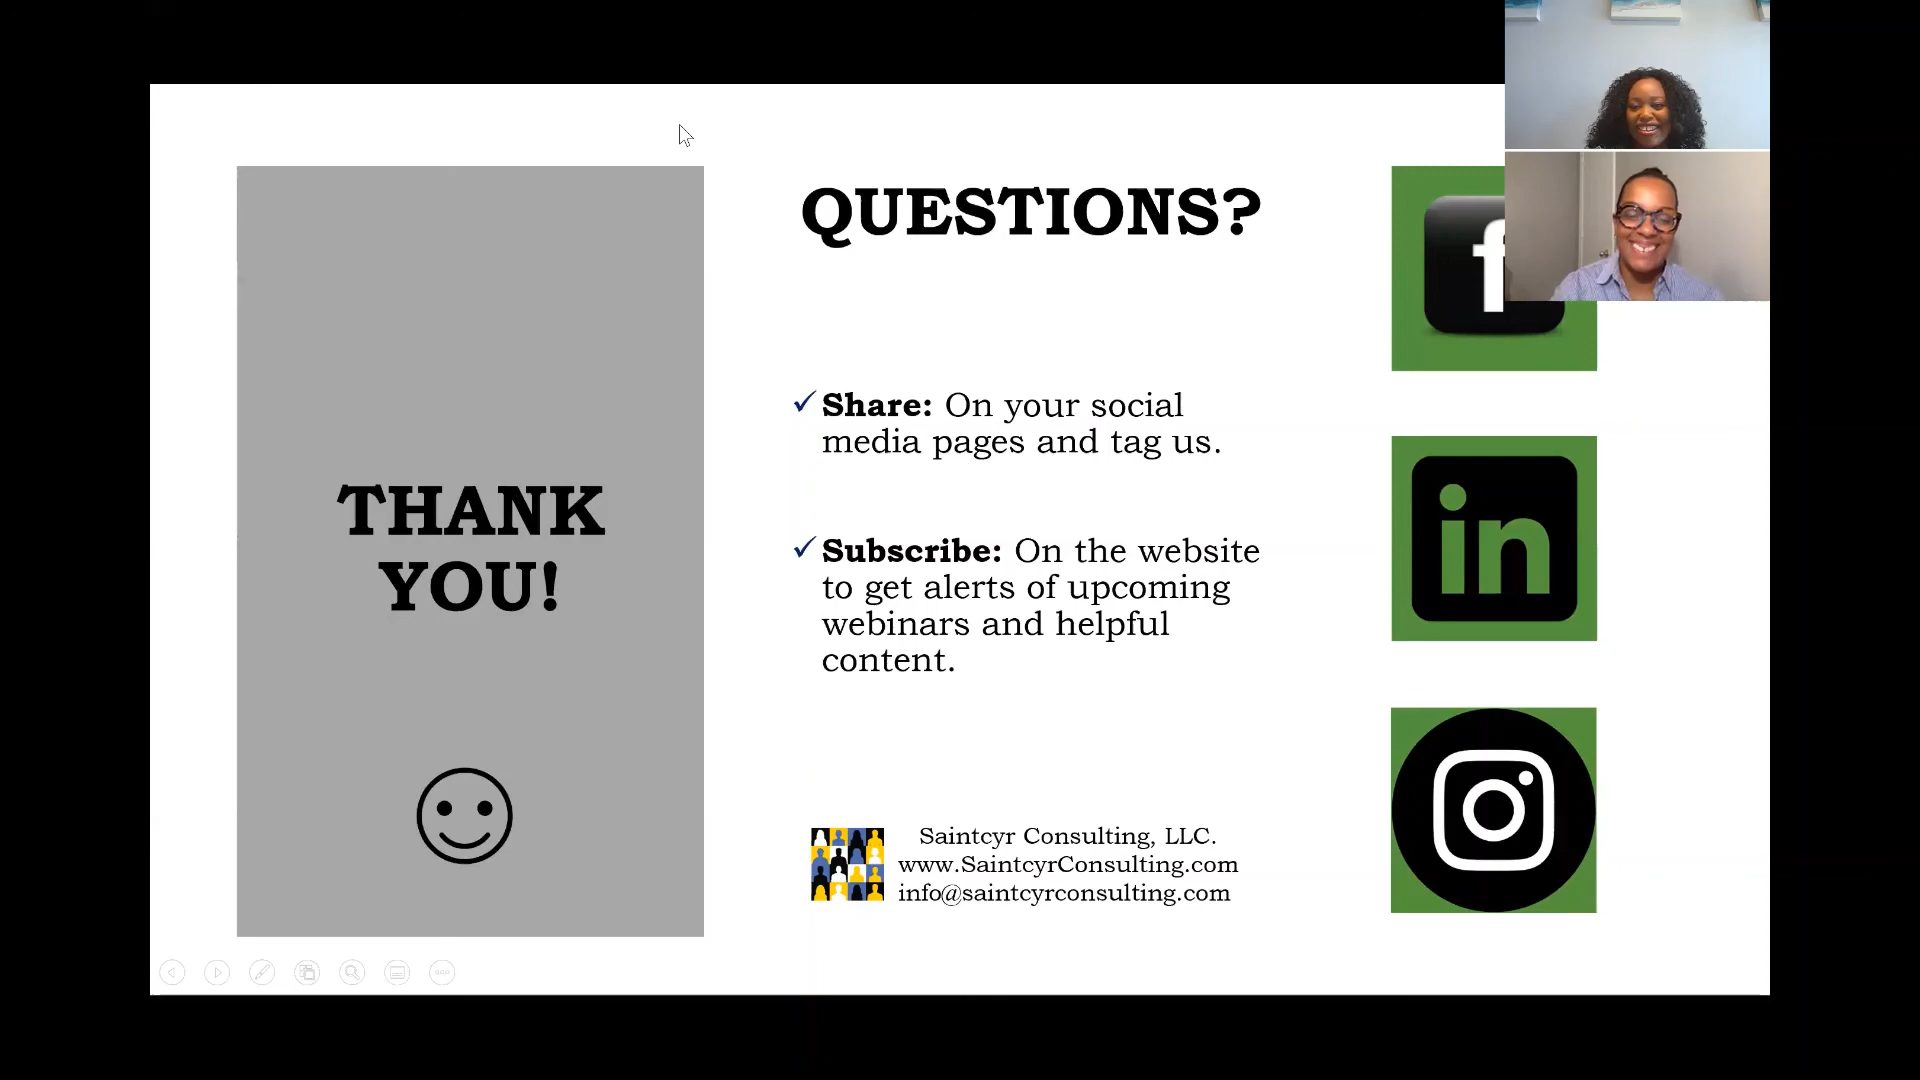 THANK
YOU!
QUESTIONS?
Share: On your social
media pages and tag us.
Subscribe: On the website
to get alerts of upcoming
webinars and helpful
content.
Saintcyr Consulting, LLC.
www.SaintcyrConsulting.com
info@saintcyrconsulting.com
f
in